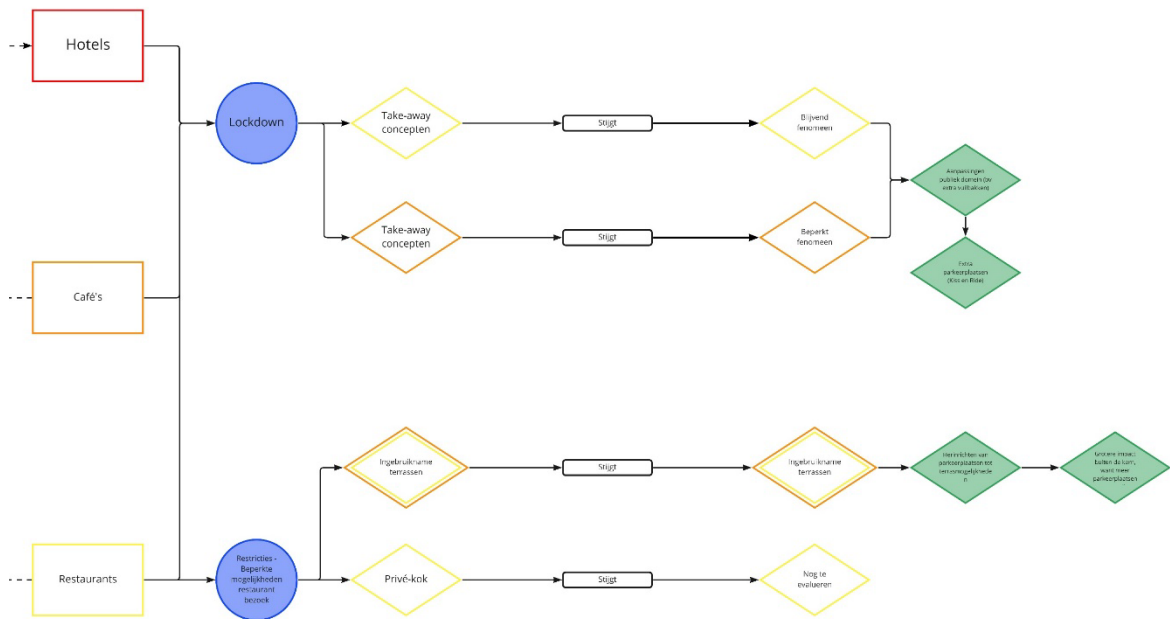 Hotels
Lockdown
Take-away
concepten
Stijgt
Blijvend
fenomeen
Aanpassingen
publiek domein (bv
extra vuilbakken)
Take-away
concepten
Stijgt
Beperkt
fenomeen
Extra
parkeerplaatsen
(Kiss en Ride)
Café's
Ingebruikname
terrassen
Stijgt
Ingebruikname
terrassen
Herinrichten van
parkeerplaatsen tot
terrasmogelijkhede
n
Grotere impact
buiten de kern,
want meer
parkeerplaatsen
Restaurants
Restricties -
Beperkte
mogelijkheden
restaurant
bezoek
Privé-kok
Stijgt
Nog te
evalueren